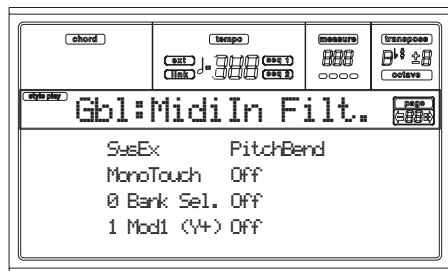 chord tempo measure transpose
ext seq 1
link seq 2
octave
style play Gbl:MidiIn Filt. page
SysEx PitchBend
MonoTouch Off
0 Bank Sel. Off
1 Mod1 (Y+) Off